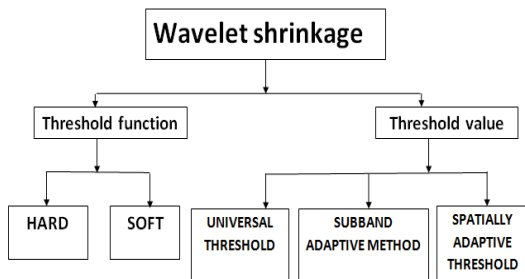 Wavelet shrinkage
Threshold function
Threshold value
HARD
SOFT
UNIVERSAL
THRESHOLD
SUBBAND
ADAPTIVE METHOD
SPATIALLY
ADAPTIVE
THRESHOLD